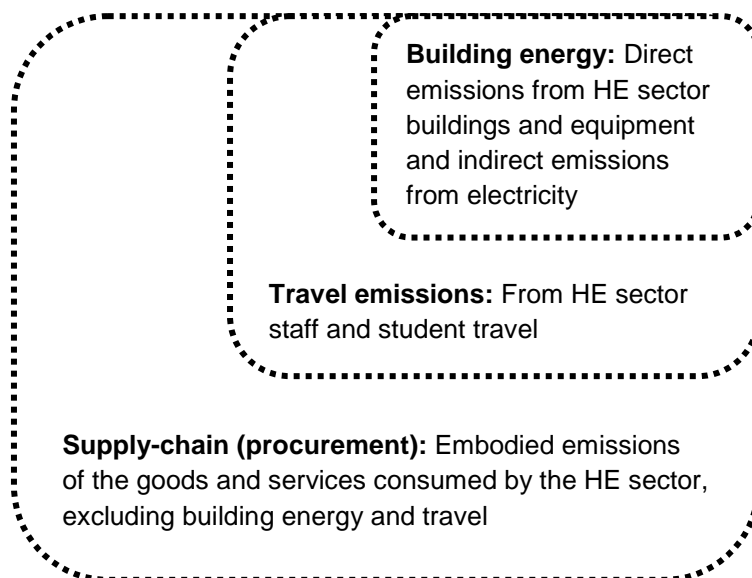 Building energy: Direct
emissions from HE sector
buildings and equipment
and indirect emissions
from electricity
Travel emissions: From HE sector
staff and student travel
Supply-chain (procurement): Embodied emissions
of the goods and services consumed by the HE sector,
excluding building energy and travel